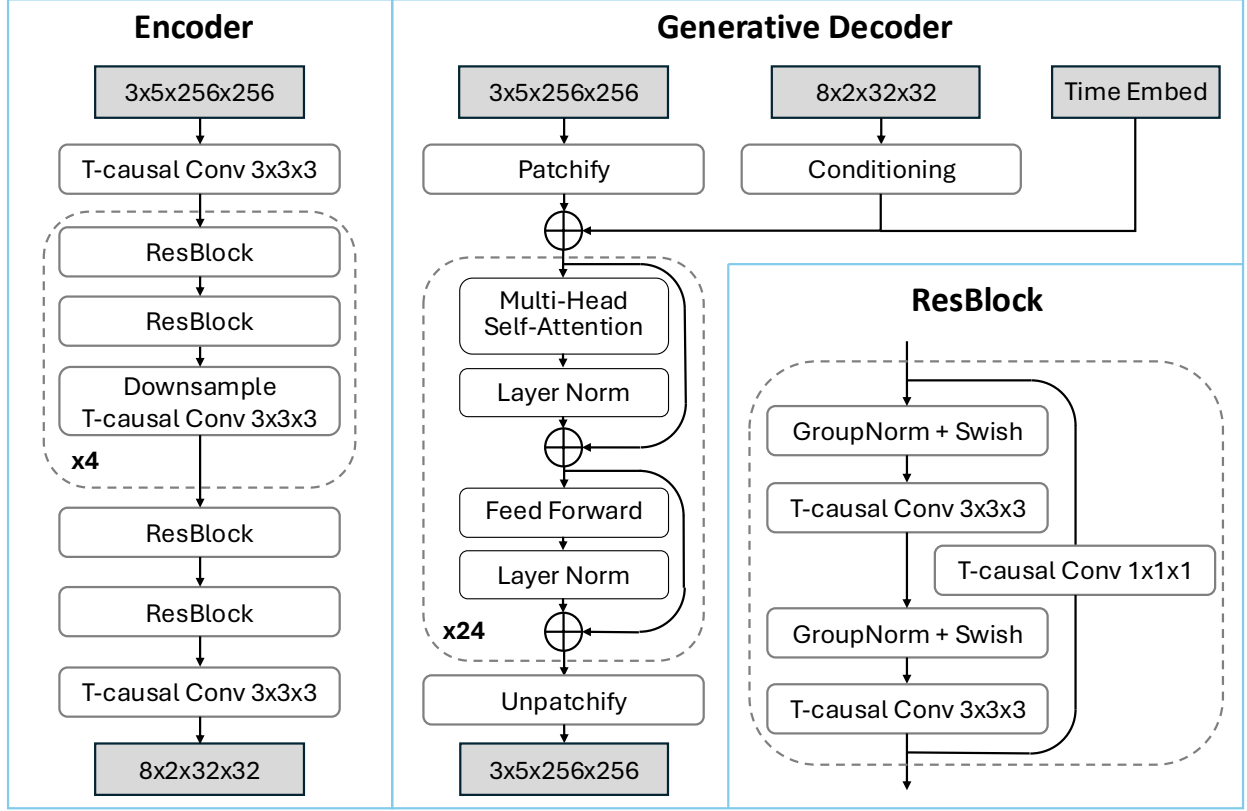 Encoder
3x5x256x256
T-causal Conv 3x3x3
ResBlock
ResBlock
Downsample
T-causal Conv 3x3x3
x4
ResBlock
ResBlock
T-causal Conv 3x3x3
8x2x32x32
Generative Decoder
3x5x256x256
8x2x32x32
Time Embed
Patchify
Conditioning
Multi-Head
Self-Attention
Layer Norm
Feed Forward
Layer Norm
x24
Unpatchify
3x5x256x256
ResBlock
GroupNorm + Swish
T-causal Conv 3x3x3
T-causal Conv 1x1x1
GroupNorm + Swish
T-causal Conv 3x3x3